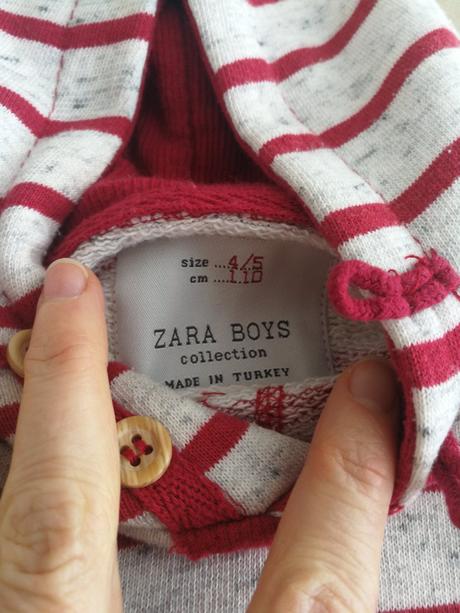 size ....4/5
cm ....110
ZARA BOYS
collection
MADE IN TURKEY